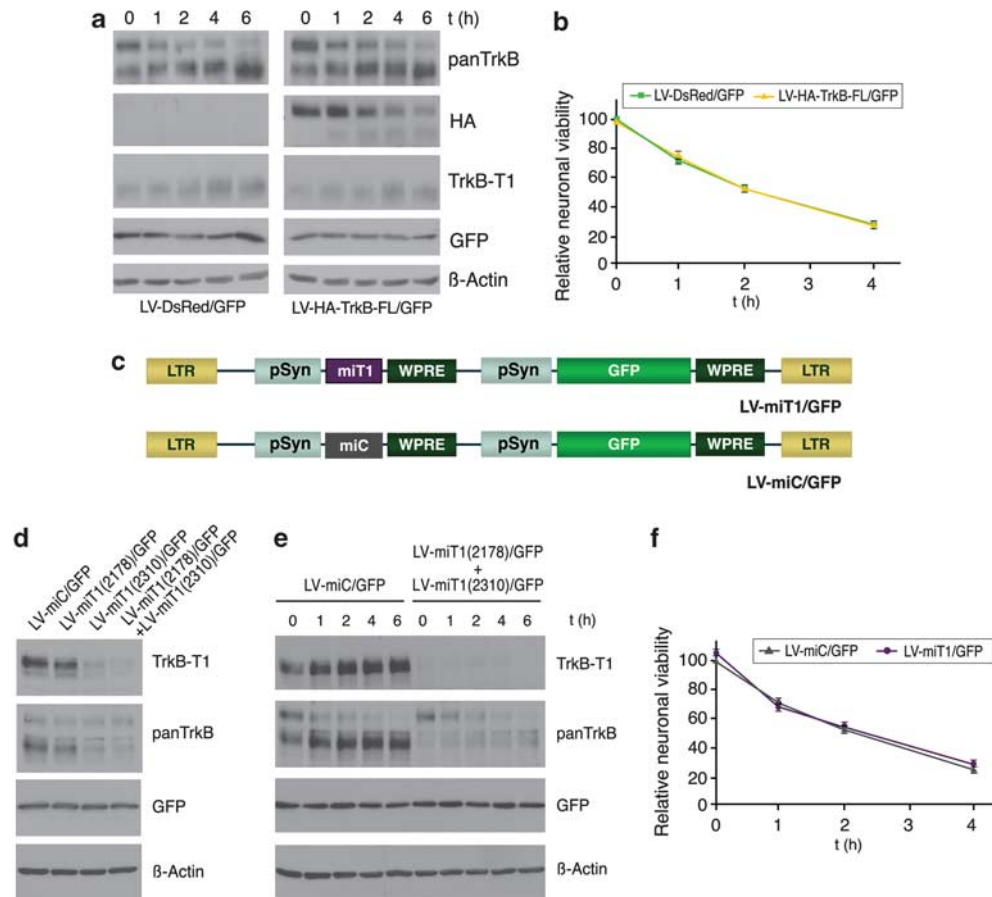 a
0 1 2 4 6
0 1 2 4 6
t (h)
panTrkB
HA
TrkB-T1
GFP
ß-Actin
LV-DsRed/GFP
LV-HA-TrkB-FL/GFP
b
LV-DsRed/GFP
LV-HA-TrkB-FL/GFP
Relative neuronal viability
100
80
60
40
20
0
0 1 2 3 4
t (h)
c
LTR pSyn miT1 WPRE pSyn GFP WPRE LTR
LV-miT1/GFP
LTR pSyn miC WPRE pSyn GFP WPRE LTR
LV-miC/GFP
d
LV-miC/GFP
LV-miT1(2178)/GFP
LV-miT1(2310)/GFP
LV-miT1(2178)/GFP
+LV-miT1(2310)/GFP
TrkB-T1
panTrkB
GFP
ß-Actin
e
LV-miC/GFP
LV-miT1(2178)/GFP
+
LV-miT1(2310)/GFP
0 1 2 4 6
0 1 2 4 6
t (h)
TrkB-T1
panTrkB
GFP
ß-Actin
f
LV-miC/GFP
LV-miT1/GFP
Relative neuronal viability
100
80
60
40
20
0
0 1 2 3 4
t (h)